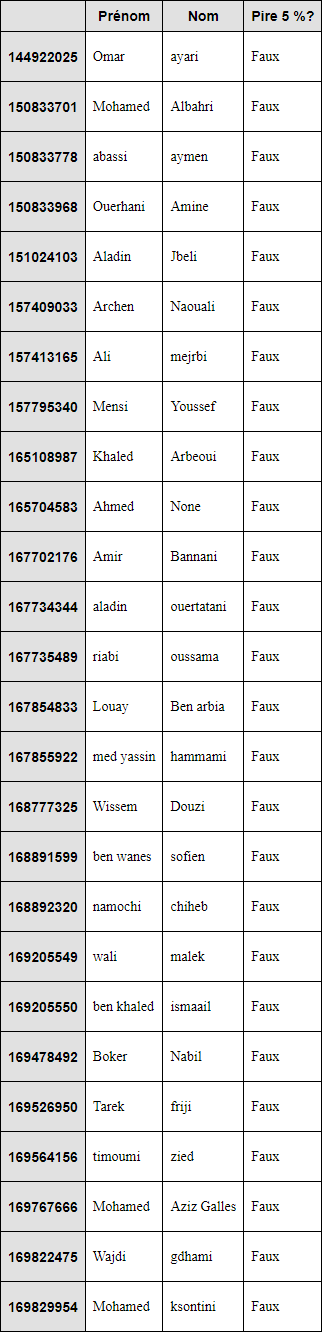 Prénom Nom Pire 5 %?
144922025 Omar ayari Faux
150833701 Mohamed Albahri Faux
150833778 abassi aymen Faux
150833968 Ouerhani Amine Faux
151024103 Aladin Jbeli Faux
157409033 Archen Naouali Faux
157413165 Ali mejrbi Faux
157795340 Mensi Youssef Faux
165108987 Khaled Arbeoui Faux
165704583 Ahmed None Faux
167702176 Amir Bannani Faux
167734344 aladin ouertatani Faux
167735489 riabi oussama Faux
167854833 Louay Ben arbia Faux
167855922 med yassin hammami Faux
168777325 Wissem Douzi Faux
168891599 ben wanes sofien Faux
168892320 namochi chiheb Faux
169205549 wali malek Faux
169205550 ben khaled ismaail Faux
169478492 Boker Nabil Faux
169526950 Tarek friji Faux
169564156 timoumi zied Faux
169767666 Mohamed Aziz Galles Faux
169822475 Wajdi gdhami Faux
169829954 Mohamed ksontini Faux